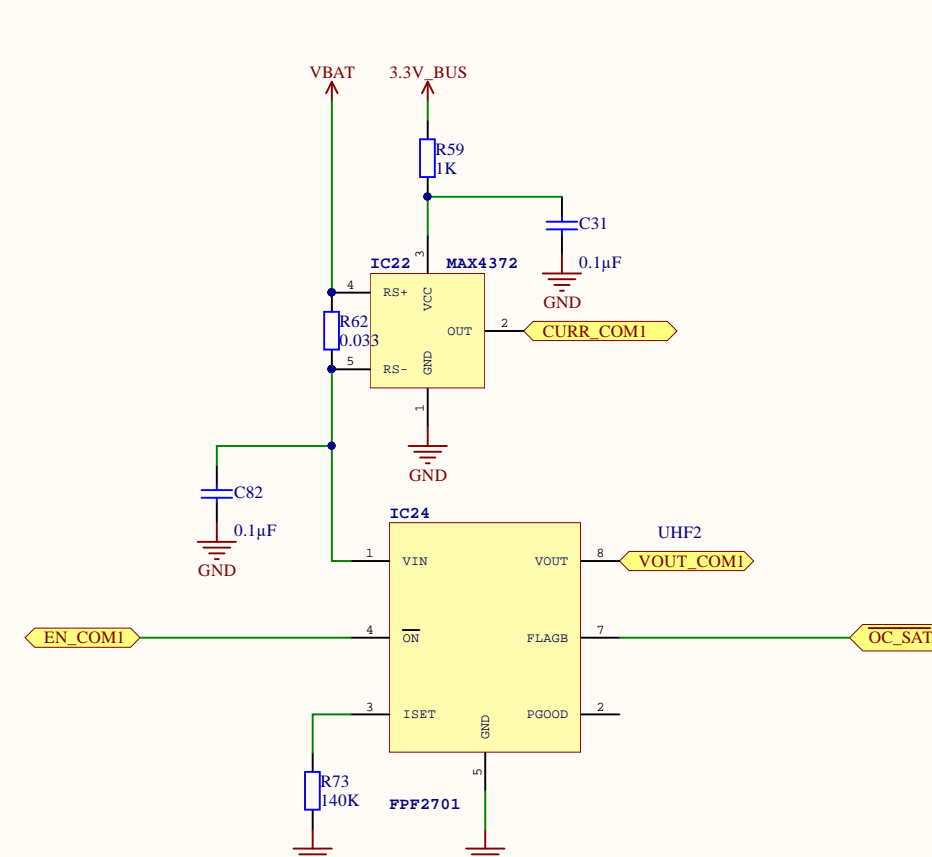 VBAT
3.3V_BUS
R59
1K
C31
0.1µF
GND
IC22 MAX4372
3
VCC
4
RS+
R62
0.033
OUT
2
CURR_COM1
5
RS-
GND
1
GND
C82
0.1µF
GND
IC24
UHF2
1
VIN
VOUT
8
VOUT_COM1
EN_COM1
4
ON
FLAGB
7
OC_SAT
3
ISET
PGOOD
2
GND
5
R73
140K
FPF2701